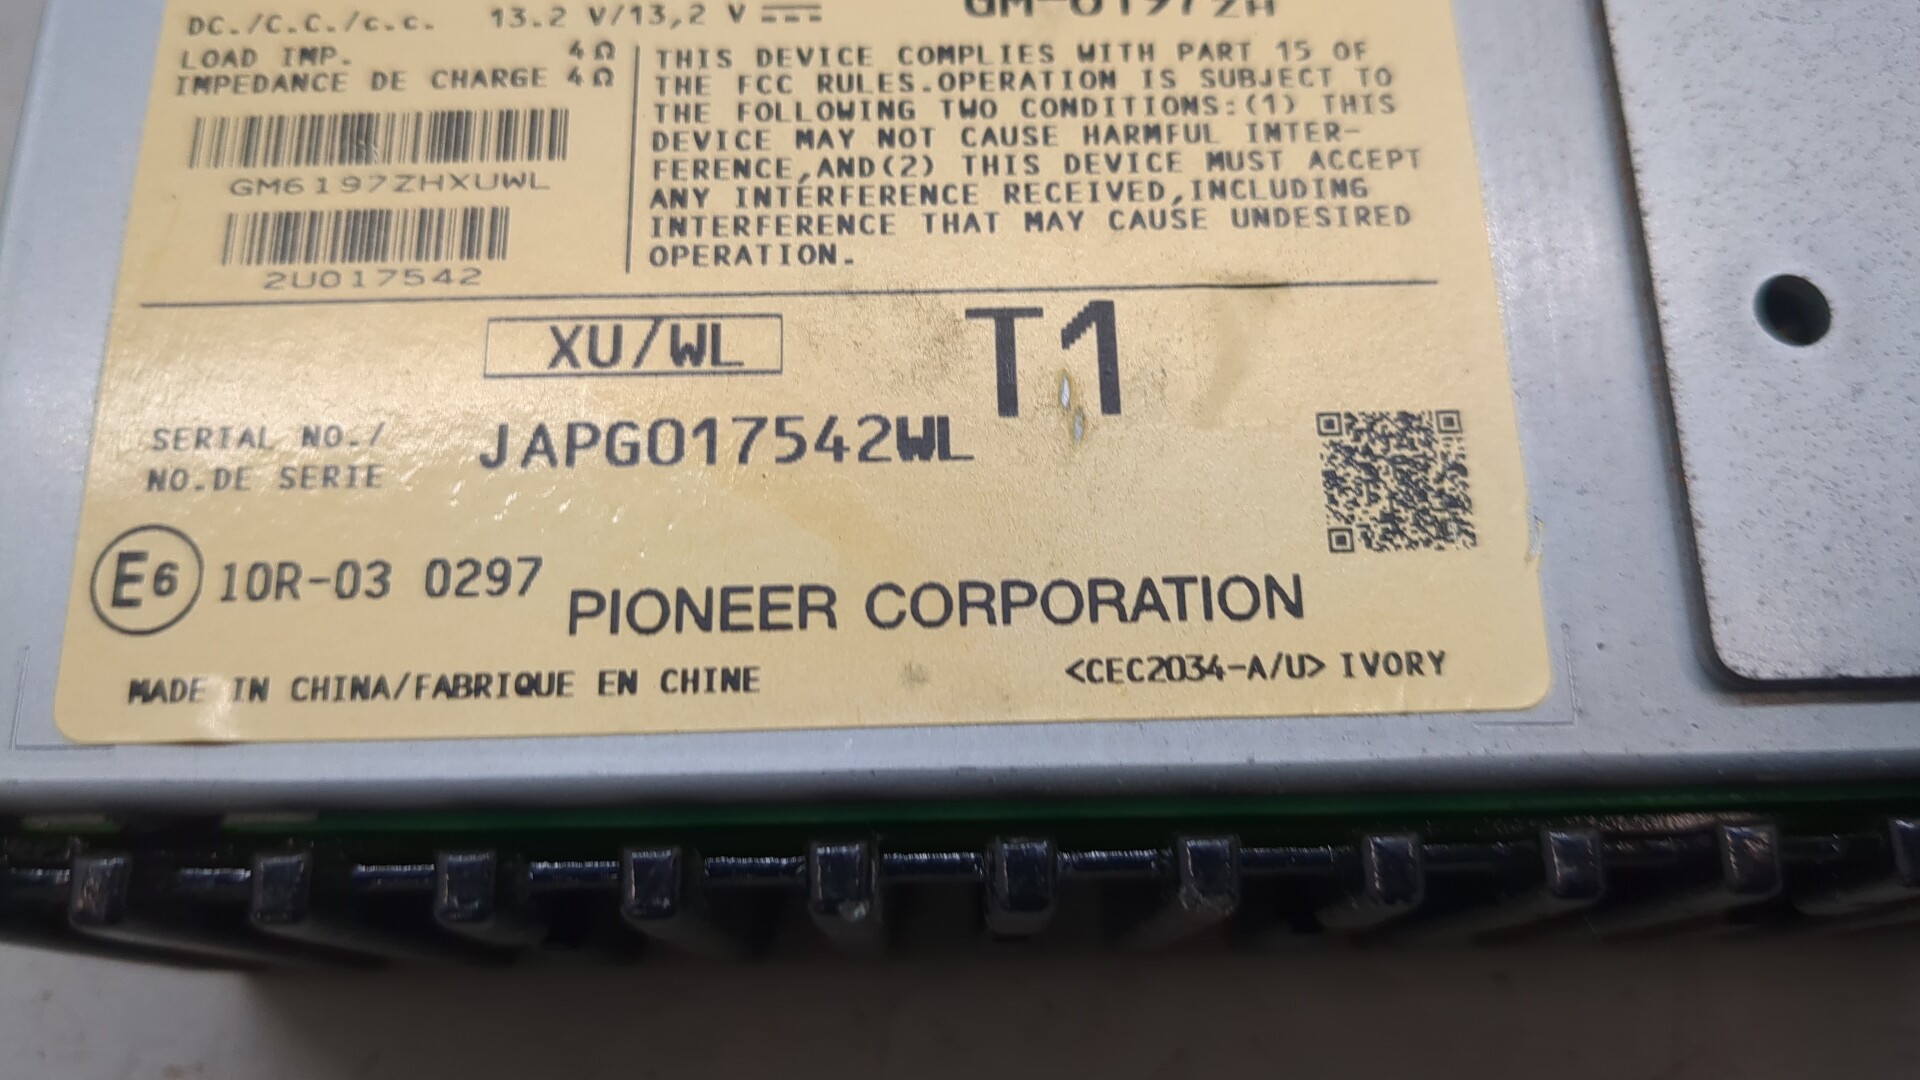 DC./C.C./c.c. 13.2 V/13,2 V
GM-6197ZH
LOAD IMP. 4Ω
IMPEDANCE DE CHARGE 4Ω
GM6197ZHXUWL
2U017542
THIS DEVICE COMPLIES WITH PART 15 OF
THE FCC RULES.OPERATION IS SUBJECT TO
THE FOLLOWING TWO CONDITIONS:(1) THIS
DEVICE MAY NOT CAUSE HARMFUL INTER-
FERENCE,AND(2) THIS DEVICE MUST ACCEPT
ANY INTERFERENCE RECEIVED,INCLUDING
INTERFERENCE THAT MAY CAUSE UNDESIRED
OPERATION.
XU/WL
T1
SERIAL NO./
NO.DE SERIE
JAPG017542WL
E6 10R-03 0297
PIONEER CORPORATION
MADE IN CHINA/FABRIQUE EN CHINE
<CEC2034-A/U> IVORY